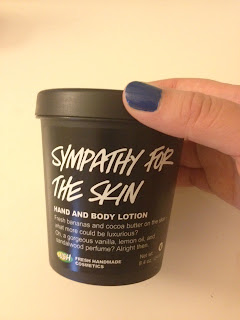 SYMPATHY FOR
THE SKIN
HAND AND BODY LOTION
Fresh bananas and cocoa butter on the skin,
what more could be luxurious?
Oh, a gorgeous vanilla, lemon oil, and
sandalwood perfume? Alright then.
LUSH FRESH HANDMADE
COSMETICS